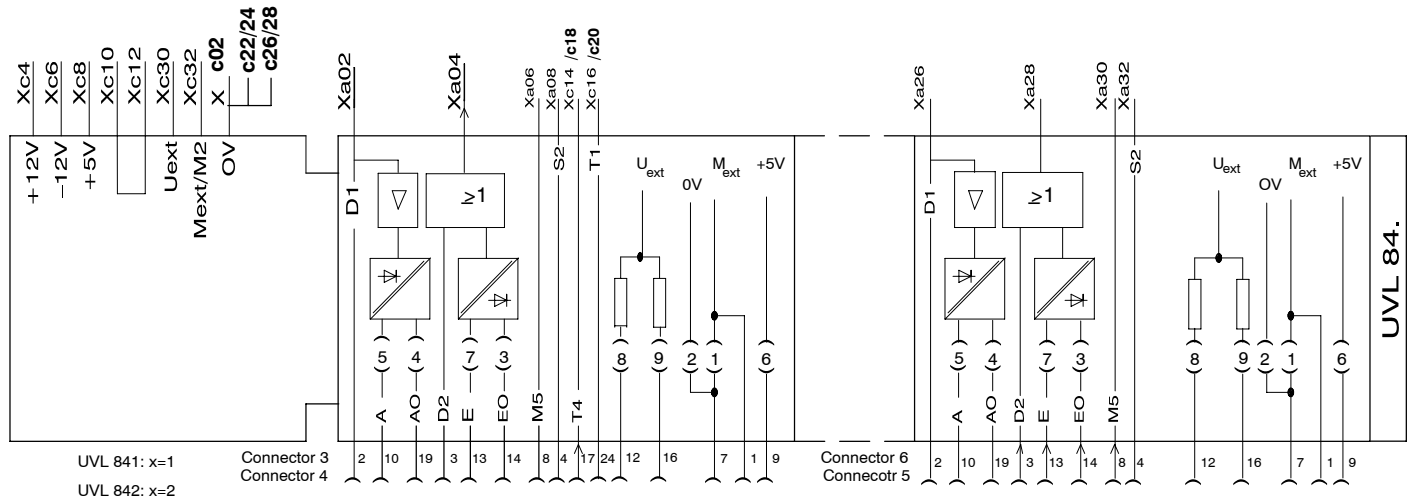 Xc4
Xc6
Xc8
Xc10
Xc12
Xc30
Xc32
X c02
c22/24
c26/28
+12V
−12V
+5V
Uext
Mext/M2
OV
Xa02
Xa04
Xa06
Xa08
Xc14 /c18
Xc16 /c20
D1
≥1
S2
T1
Uext
0V
Mext
+5V
5 4 7 3 8 9 2 1 6
A AO D2 E EO M5 T4
Connector 3
Connector 4
2 10 19 3 13 14 8 4 17 24 12 16 7 1 9
Xa26
Xa28
Xa30
Xa32
D1
≥1
S2
Uext
OV
Mext
+5V
5 4 7 3 8 9 2 1 6
A AO D2 E EO M5
Connector 6
Connecotr 5
2 10 19 3 13 14 8 4 12 16 7 1 9
UVL 84.
UVL 841: x=1
UVL 842: x=2